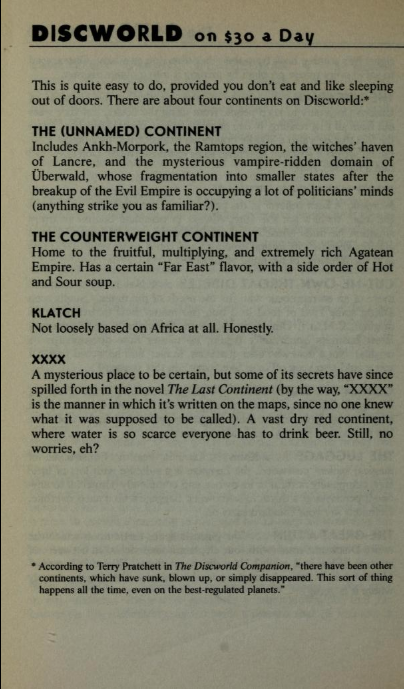 DISCWORLD on $30 a Day
This is quite easy to do, provided you don't eat and like sleeping
out of doors. There are about four continents on Discworld:*
THE (UNNAMED) CONTINENT
Includes Ankh-Morpork, the Ramtops region, the witches' haven
of Lancre, and the mysterious vampire-ridden domain of
Überwald, whose fragmentation into smaller states after the
breakup of the Evil Empire is occupying a lot of politicians' minds
(anything strike you as familiar?).
THE COUNTERWEIGHT CONTINENT
Home to the fruitful, multiplying, and extremely rich Agatean
Empire. Has a certain "Far East" flavor, with a side order of Hot
and Sour soup.
KLATCH
Not loosely based on Africa at all. Honestly.
XXXX
A mysterious place to be certain, but some of its secrets have since
spilled forth in the novel The Last Continent (by the way, "XXXX"
is the manner in which it's written on the maps, since no one knew
what it was supposed to be called). A vast dry red continent,
where water is so scarce everyone has to drink beer. Still, no
worries, eh?
* According to Terry Pratchett in The Discworld Companion, "there have been other
continents, which have sunk, blown up, or simply disappeared. This sort of thing
happens all the time, even on the best-regulated planets."